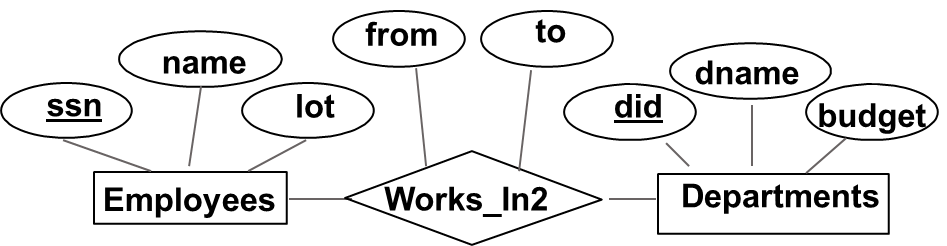 from
to
name
dname
ssn
lot
did
budget
Employees
Works_In2
Departments